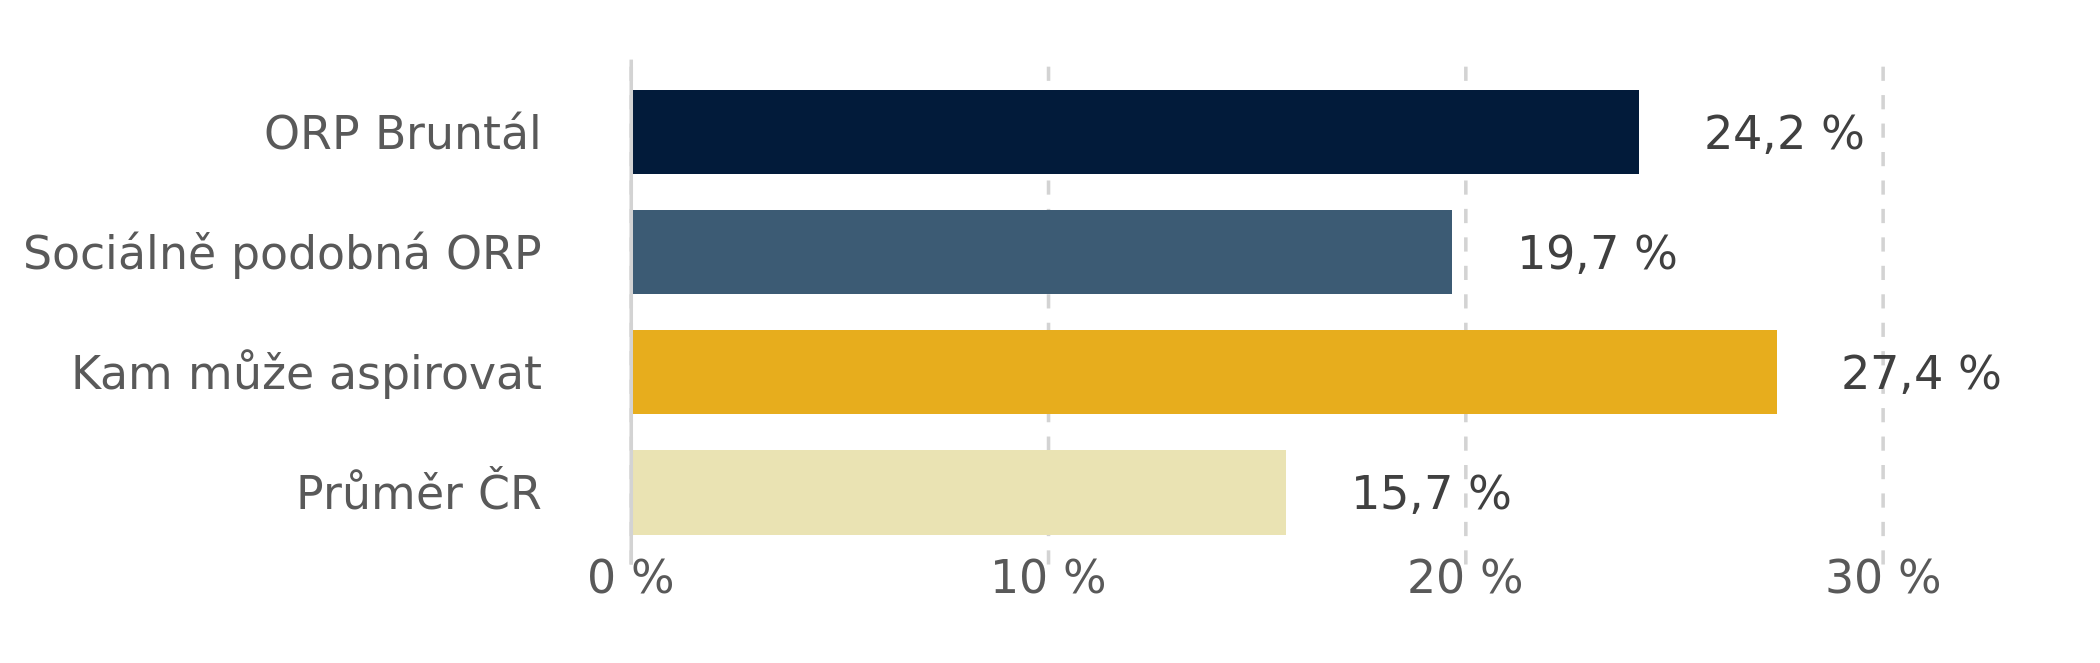 ORP Bruntál 24,2 %
Sociálně podobná ORP 19,7 %
Kam může aspirovat 27,4 %
Průměr ČR 15,7 %
0 % 10 % 20 % 30 %